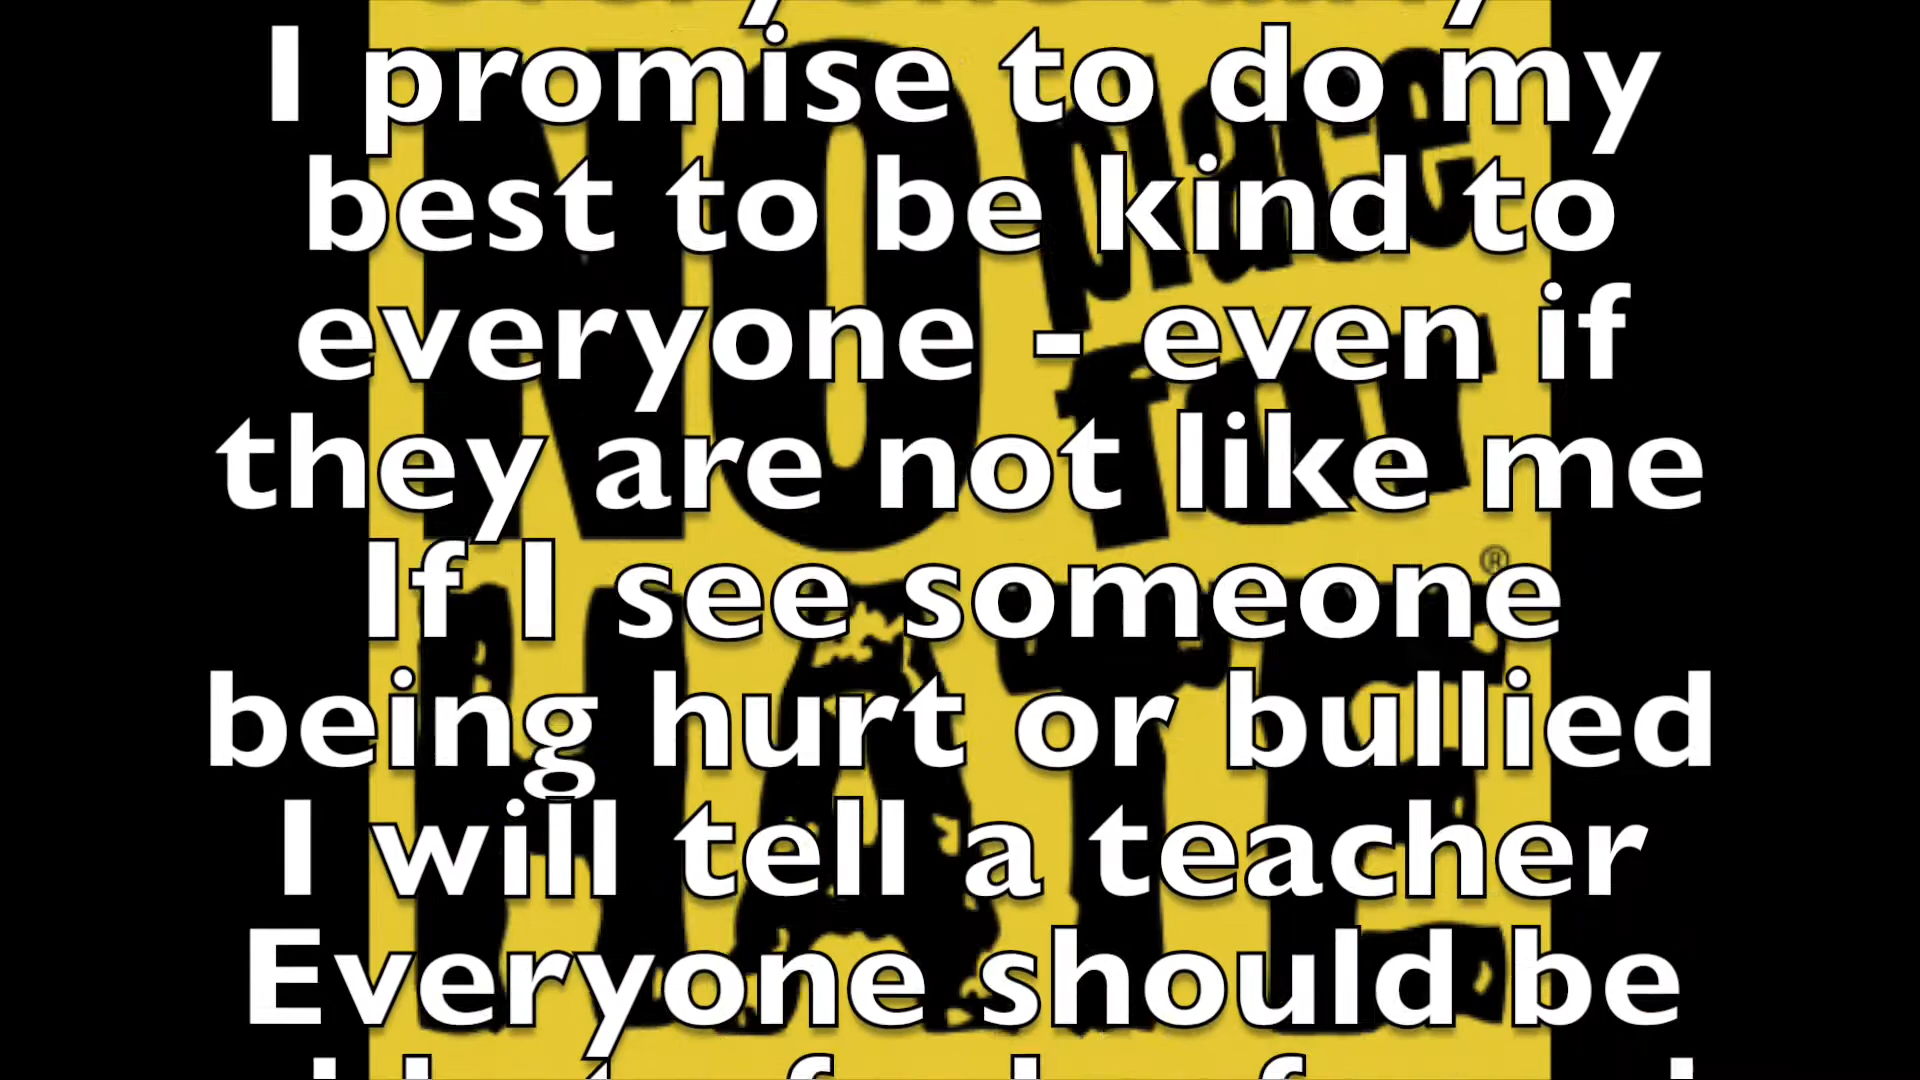 I promise to do my
best to be kind to
everyone - even if
they are not like me
If I see someone
being hurt or bullied
I will tell a teacher
Everyone should be
NO place
for
HATE
®